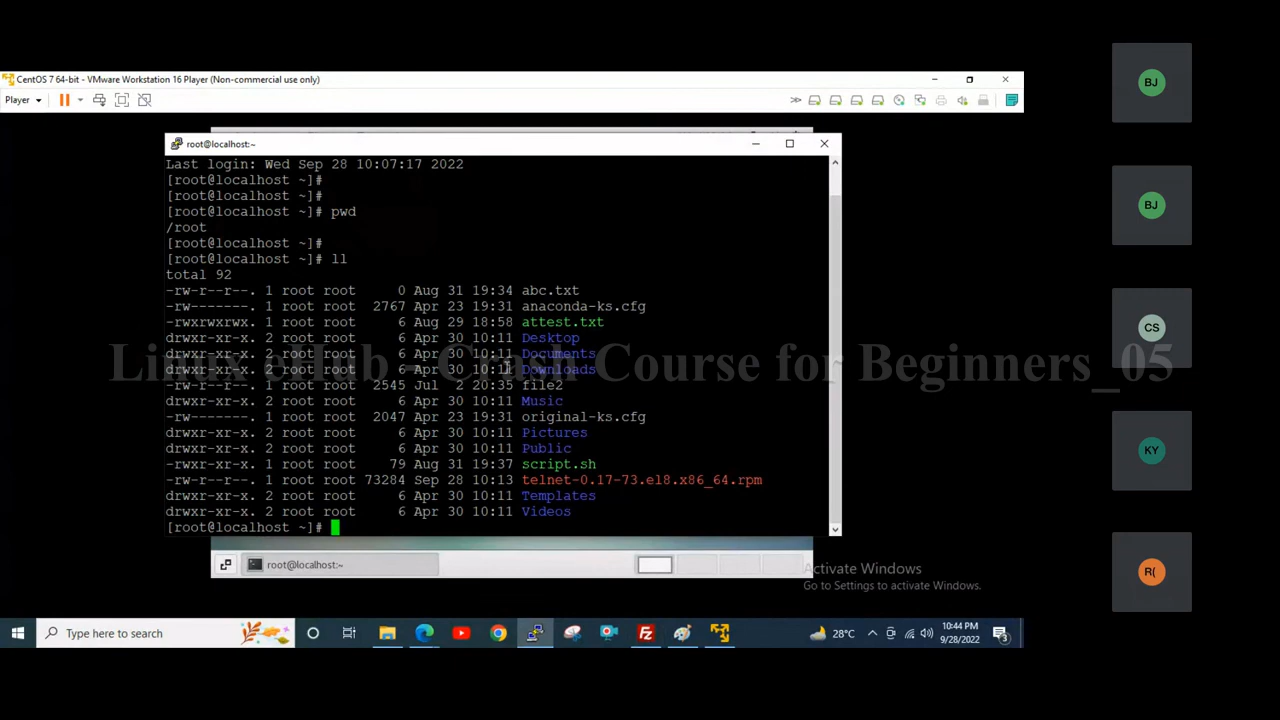 BJ
CentOS 7 64-bit - VMware Workstation 16 Player (Non-commercial use only)
Player
root@localhost:~
Last login: Wed Sep 28 10:07:17 2022
[root@localhost ~]#
[root@localhost ~]#
[root@localhost ~]# pwd
/root
[root@localhost ~]#
[root@localhost ~]# ll
total 92
-rw-r--r--. 1 root root 0 Aug 31 19:34 abc.txt
-rw-------. 1 root root 2767 Apr 23 19:31 anaconda-ks.cfg
-rwxrwxrwx. 1 root root 6 Aug 29 18:58 attest.txt
drwxr-xr-x. 2 root root 6 Apr 30 10:11 Desktop
drwxr-xr-x. 2 root root 6 Apr 30 10:11 Documents
drwxr-xr-x. 2 root root 6 Apr 30 10:11 Downloads
-rw-r--r--. 1 root root 2545 Jul 2 20:35 file2
drwxr-xr-x. 2 root root 6 Apr 30 10:11 Music
-rw-------. 1 root root 2047 Apr 23 19:31 original-ks.cfg
drwxr-xr-x. 2 root root 6 Apr 30 10:11 Pictures
drwxr-xr-x. 2 root root 6 Apr 30 10:11 Public
-rwxr-xr-x. 1 root root 79 Aug 31 19:37 script.sh
-rw-r--r--. 1 root root 73284 Sep 28 10:13 telnet-0.17-73.el8.x86_64.rpm
drwxr-xr-x. 2 root root 6 Apr 30 10:11 Templates
drwxr-xr-x. 2 root root 6 Apr 30 10:11 Videos
[root@localhost ~]#
Linux eHub - Crash Course for Beginners_05
BJ
CS
KY
R(
root@localhost:~
Activate Windows
Go to Settings to activate Windows.
Type here to search
28°C
10:44 PM
9/28/2022
3